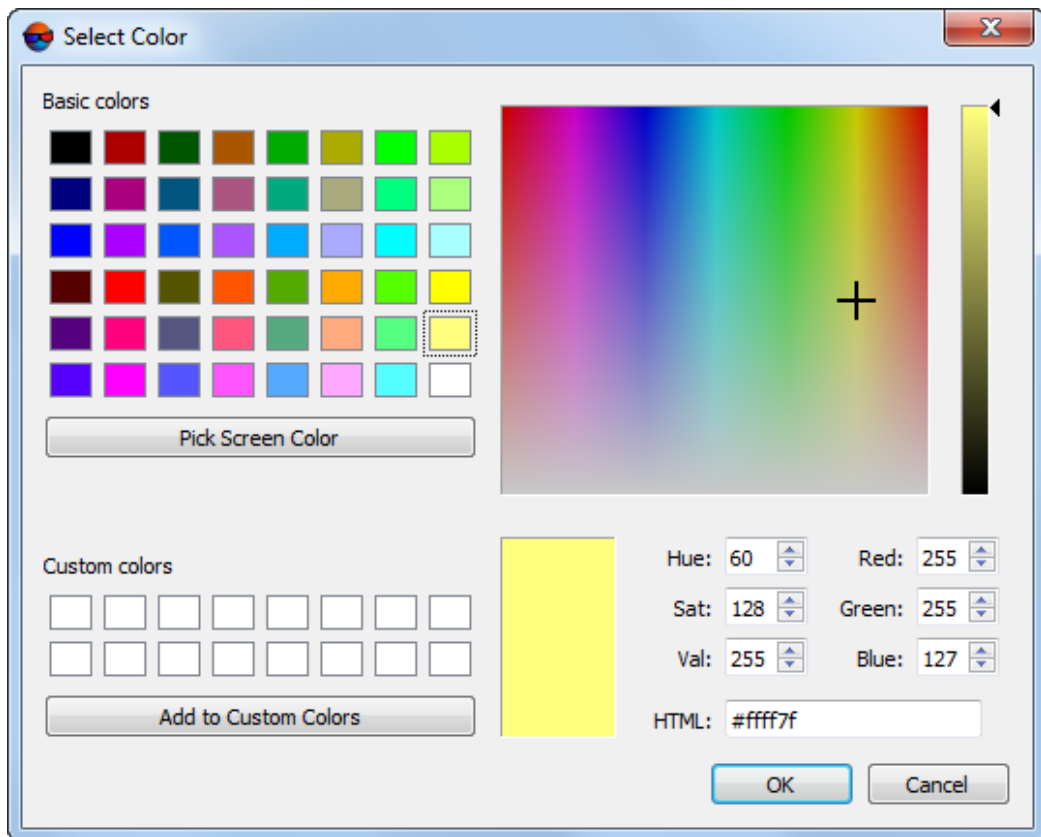 Select Color
Basic colors
Pick Screen Color
Custom colors
Add to Custom Colors
Hue: 60 Red: 255
Sat: 128 Green: 255
Val: 255 Blue: 127
HTML: #ffff7f
OK Cancel